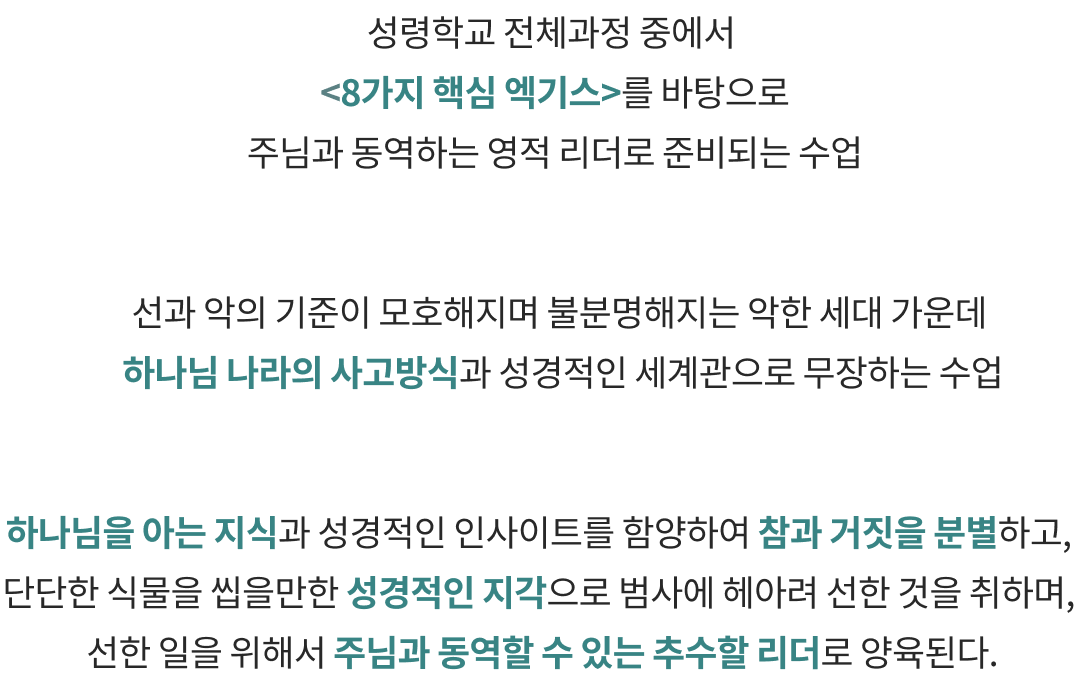 성령학교 전체과정 중에서
<8가지 핵심 엑기스>를 바탕으로
주님과 동역하는 영적 리더로 준비되는 수업
선과 악의 기준이 모호해지며 불분명해지는 악한 세대 가운데
하나님 나라의 사고방식과 성경적인 세계관으로 무장하는 수업
하나님을 아는 지식과 성경적인 인사이트를 함양하여 참과 거짓을 분별하고,
단단한 식물을 씹을만한 성경적인 지각으로 범사에 헤아려 선한 것을 취하며,
선한 일을 위해서 주님과 동역할 수 있는 추수할 리더로 양육된다.